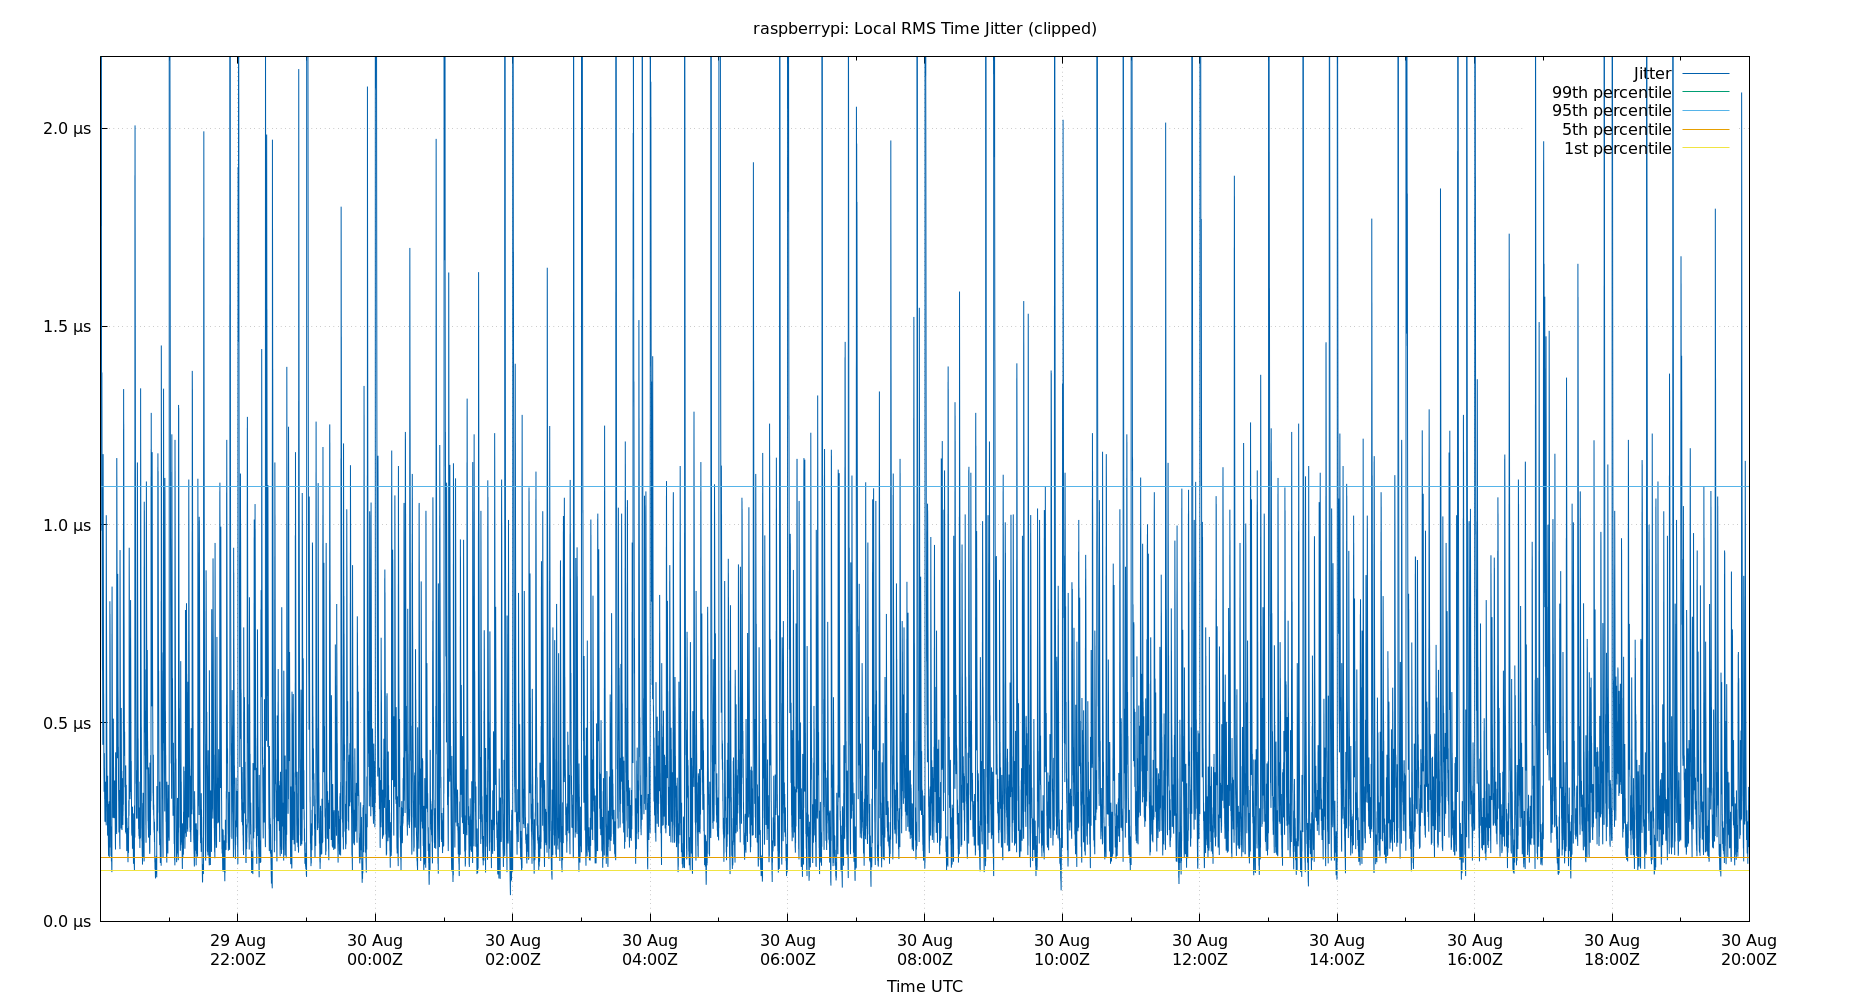 raspberrypi: Local RMS Time Jitter (clipped)
Jitter
99th percentile
95th percentile
5th percentile
1st percentile
2.0 µs
1.5 µs
1.0 µs
0.5 µs
0.0 µs
29 Aug 30 Aug 30 Aug 30 Aug 30 Aug 30 Aug 30 Aug 30 Aug 30 Aug 30 Aug 30 Aug 30 Aug
22:00Z 00:00Z 02:00Z 04:00Z 06:00Z 08:00Z 10:00Z 12:00Z 14:00Z 16:00Z 18:00Z 20:00Z
Time UTC